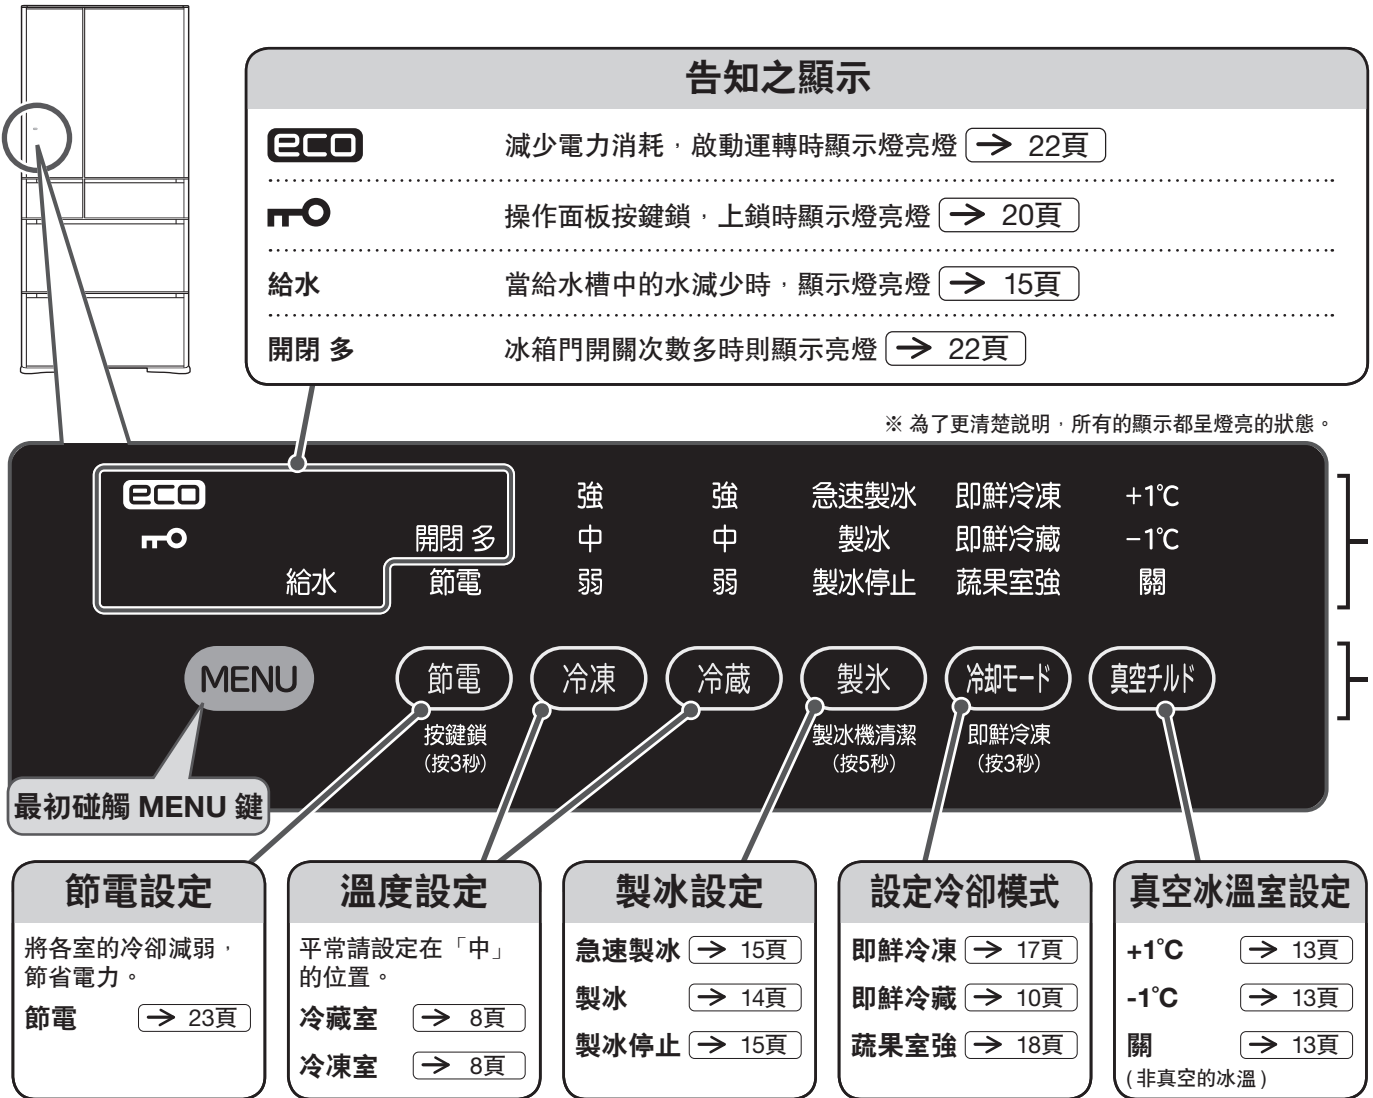 告知之顯示
eco 減少電力消耗，啟動運轉時顯示燈亮燈 → 22頁
操作面板按鍵鎖，上鎖時顯示燈亮燈 → 20頁
給水 當給水槽中的水減少時，顯示燈亮燈 → 15頁
開閉 多 冰箱門開關次數多時則顯示亮燈 → 22頁
※ 為了更清楚説明，所有的顯示都呈燈亮的狀態。
eco 強 強 急速製冰 即鮮冷凍 +1℃
開閉 多 中 中 製冰 即鮮冷藏 −1℃
給水 節電 弱 弱 製冰停止 蔬果室強 關
MENU 節電 冷凍 冷蔵 製氷 冷却モード 真空チルド
按鍵鎖 製冰機清潔 即鮮冷凍
(按3秒) (按5秒) (按3秒)
最初碰觸 MENU 鍵
節電設定
將各室的冷卻減弱，
節省電力。
節電 → 23頁
溫度設定
平常請設定在「中」
的位置。
冷藏室 → 8頁
冷凍室 → 8頁
製冰設定
急速製冰 → 15頁
製冰 → 14頁
製冰停止 → 15頁
設定冷卻模式
即鮮冷凍 → 17頁
即鮮冷藏 → 10頁
蔬果室強 → 18頁
真空冰溫室設定
+1℃ → 13頁
-1℃ → 13頁
關 → 13頁
(非真空的冰溫)